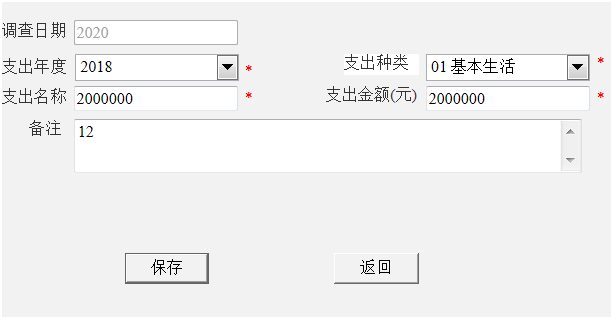 调查日期 2020
支出年度 2018 * 支出种类 01 基本生活 *
支出名称 2000000 * 支出金额(元) 2000000 *
备注 12
保存 返回